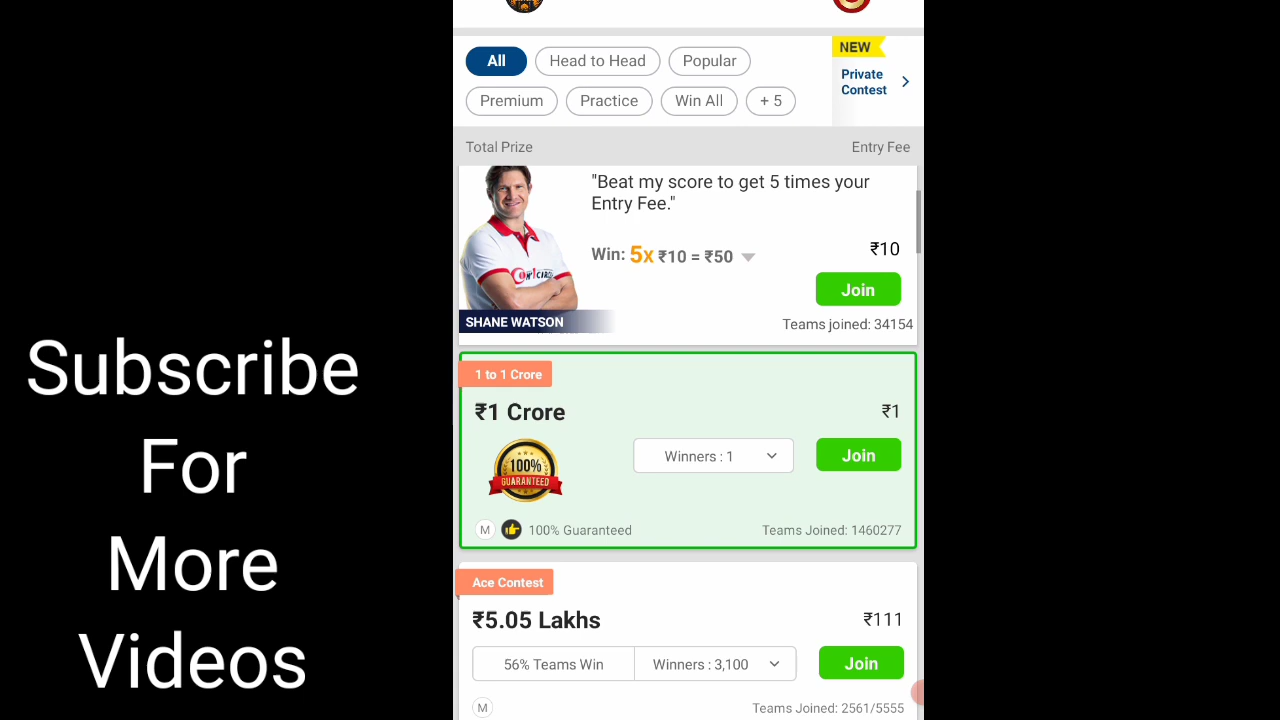 Subscribe
For
More
Videos
All
Head to Head
Popular
NEW
Private
Contest
Premium
Practice
Win All
+ 5
Total Prize
Entry Fee
"Beat my score to get 5 times your
Entry Fee."
Win: 5x ₹10 = ₹50
₹10
Join
SHANE WATSON
Teams joined: 34154
1 to 1 Crore
₹1 Crore
₹1
100%
GUARANTEED
Winners : 1
Join
M
100% Guaranteed
Teams Joined: 1460277
Ace Contest
₹5.05 Lakhs
₹111
56% Teams Win
Winners : 3,100
Join
M
Teams Joined: 2561/5555